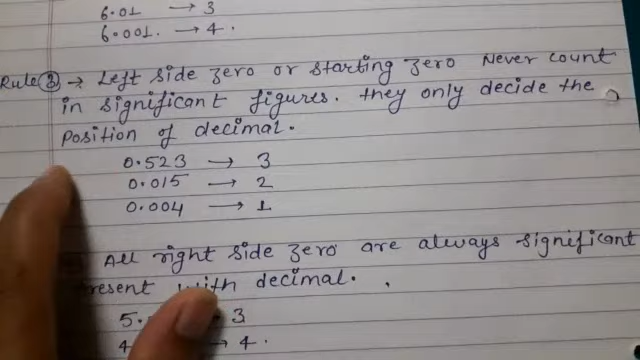 6.01 → 3
6.001. → 4.
Rule ③ → Left side zero or starting zero Never count
in significant figures. they only decide the
position of decimal.
0.523 → 3
0.015 → 2
0.004 → 1
All right side zero are always significant
present with decimal.
5. 3
4 → 4.